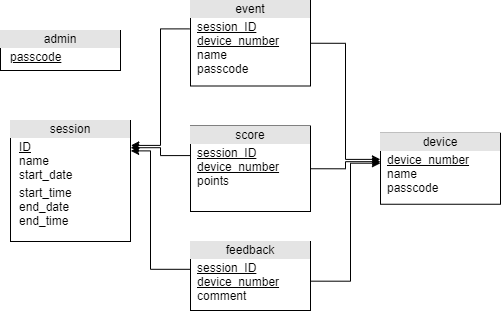 admin
passcode
session
ID
name
start_date
start_time
end_date
end_time
event
session_ID
device_number
name
passcode
score
session_ID
device_number
points
feedback
session_ID
device_number
comment
device
device_number
name
passcode